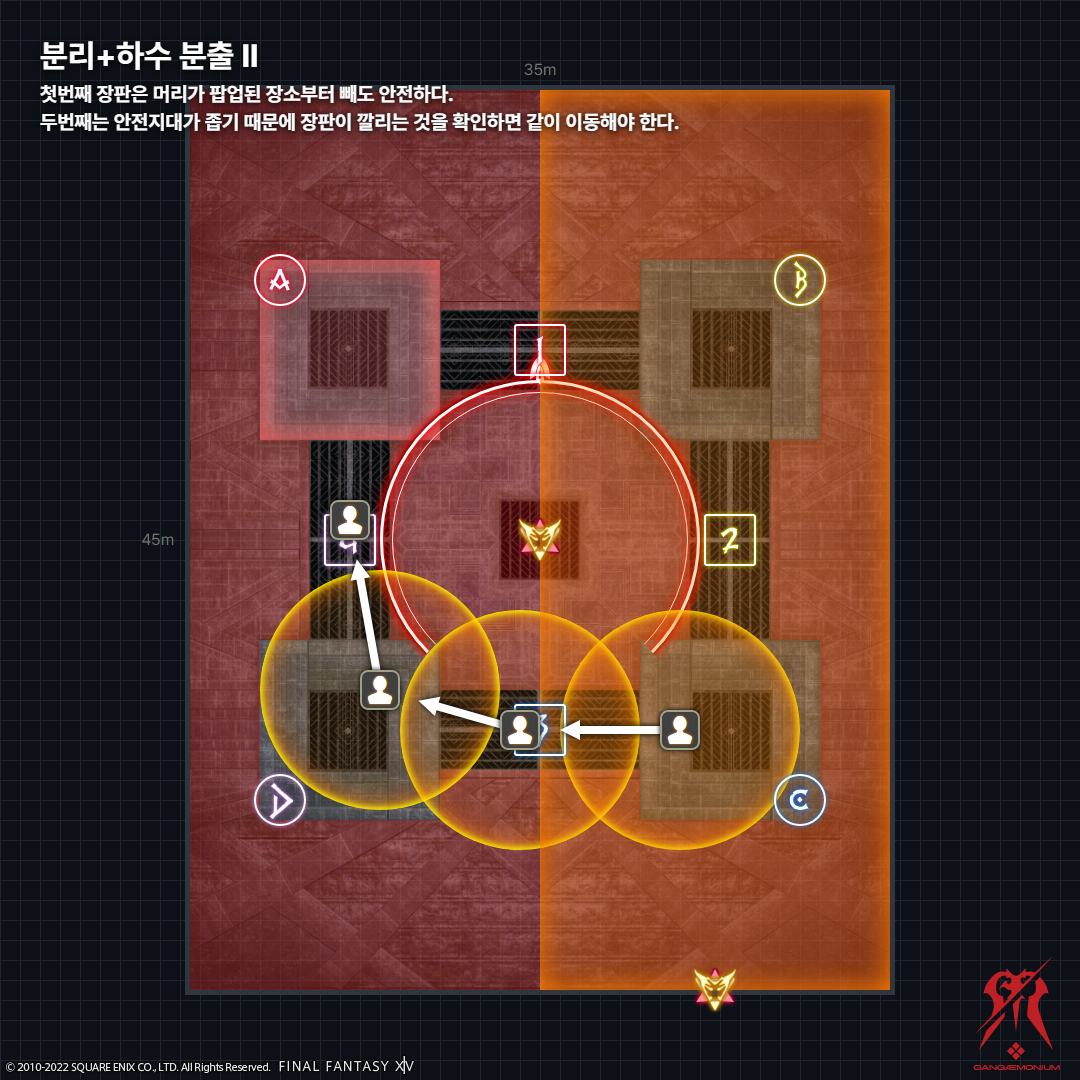 분리+하수 분출 II
35m
첫번째 장판은 머리가 팝업된 장소부터 빼도 안전하다.
두번째는 안전지대가 좁기 때문에 장판이 깔리는 것을 확인하면 같이 이동해야 한다.
A
B
1
4
45m
2
3
D
C
© 2010-2022 SQUARE ENIX CO., LTD. All Rights Reserved. FINAL FANTASY XIV
GANGÆMONIUM